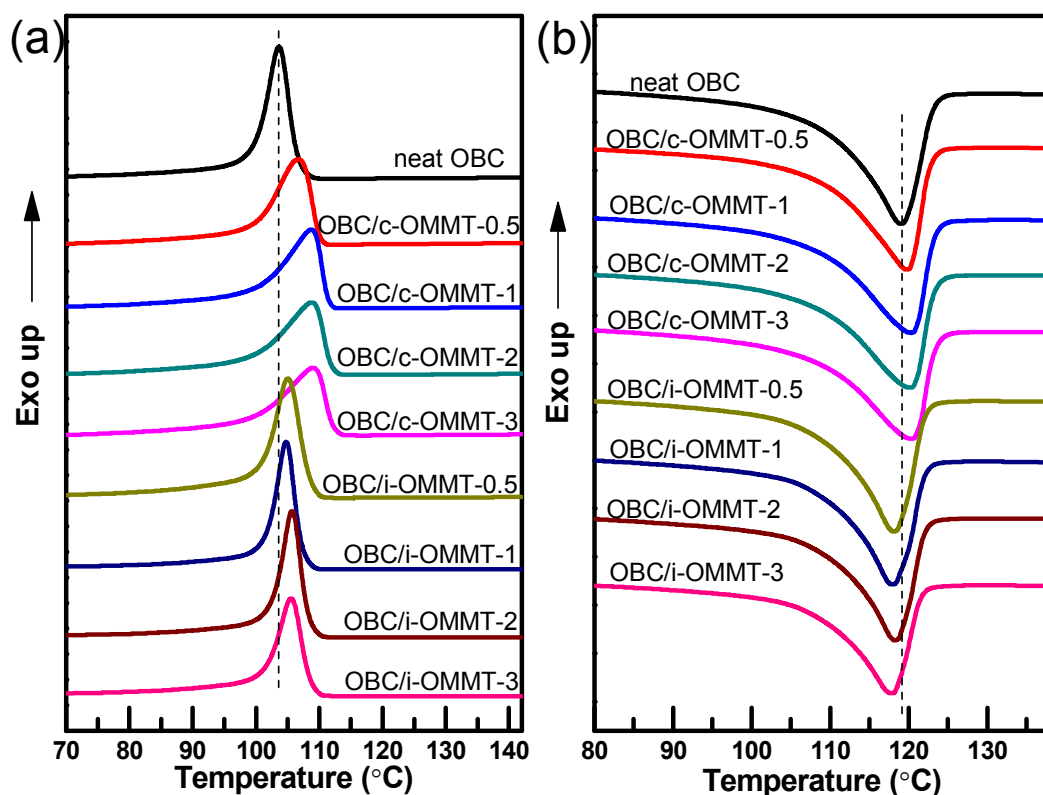 (a)
neat OBC
OBC/c-OMMT-0.5
OBC/c-OMMT-1
OBC/c-OMMT-2
OBC/c-OMMT-3
OBC/i-OMMT-0.5
OBC/i-OMMT-1
OBC/i-OMMT-2
OBC/i-OMMT-3
Exo up
70 80 90 100 110 120 130 140
Temperature (°C)
(b)
neat OBC
OBC/c-OMMT-0.5
OBC/c-OMMT-1
OBC/c-OMMT-2
OBC/c-OMMT-3
OBC/i-OMMT-0.5
OBC/i-OMMT-1
OBC/i-OMMT-2
OBC/i-OMMT-3
Exo up
80 90 100 110 120 130
Temperature (°C)